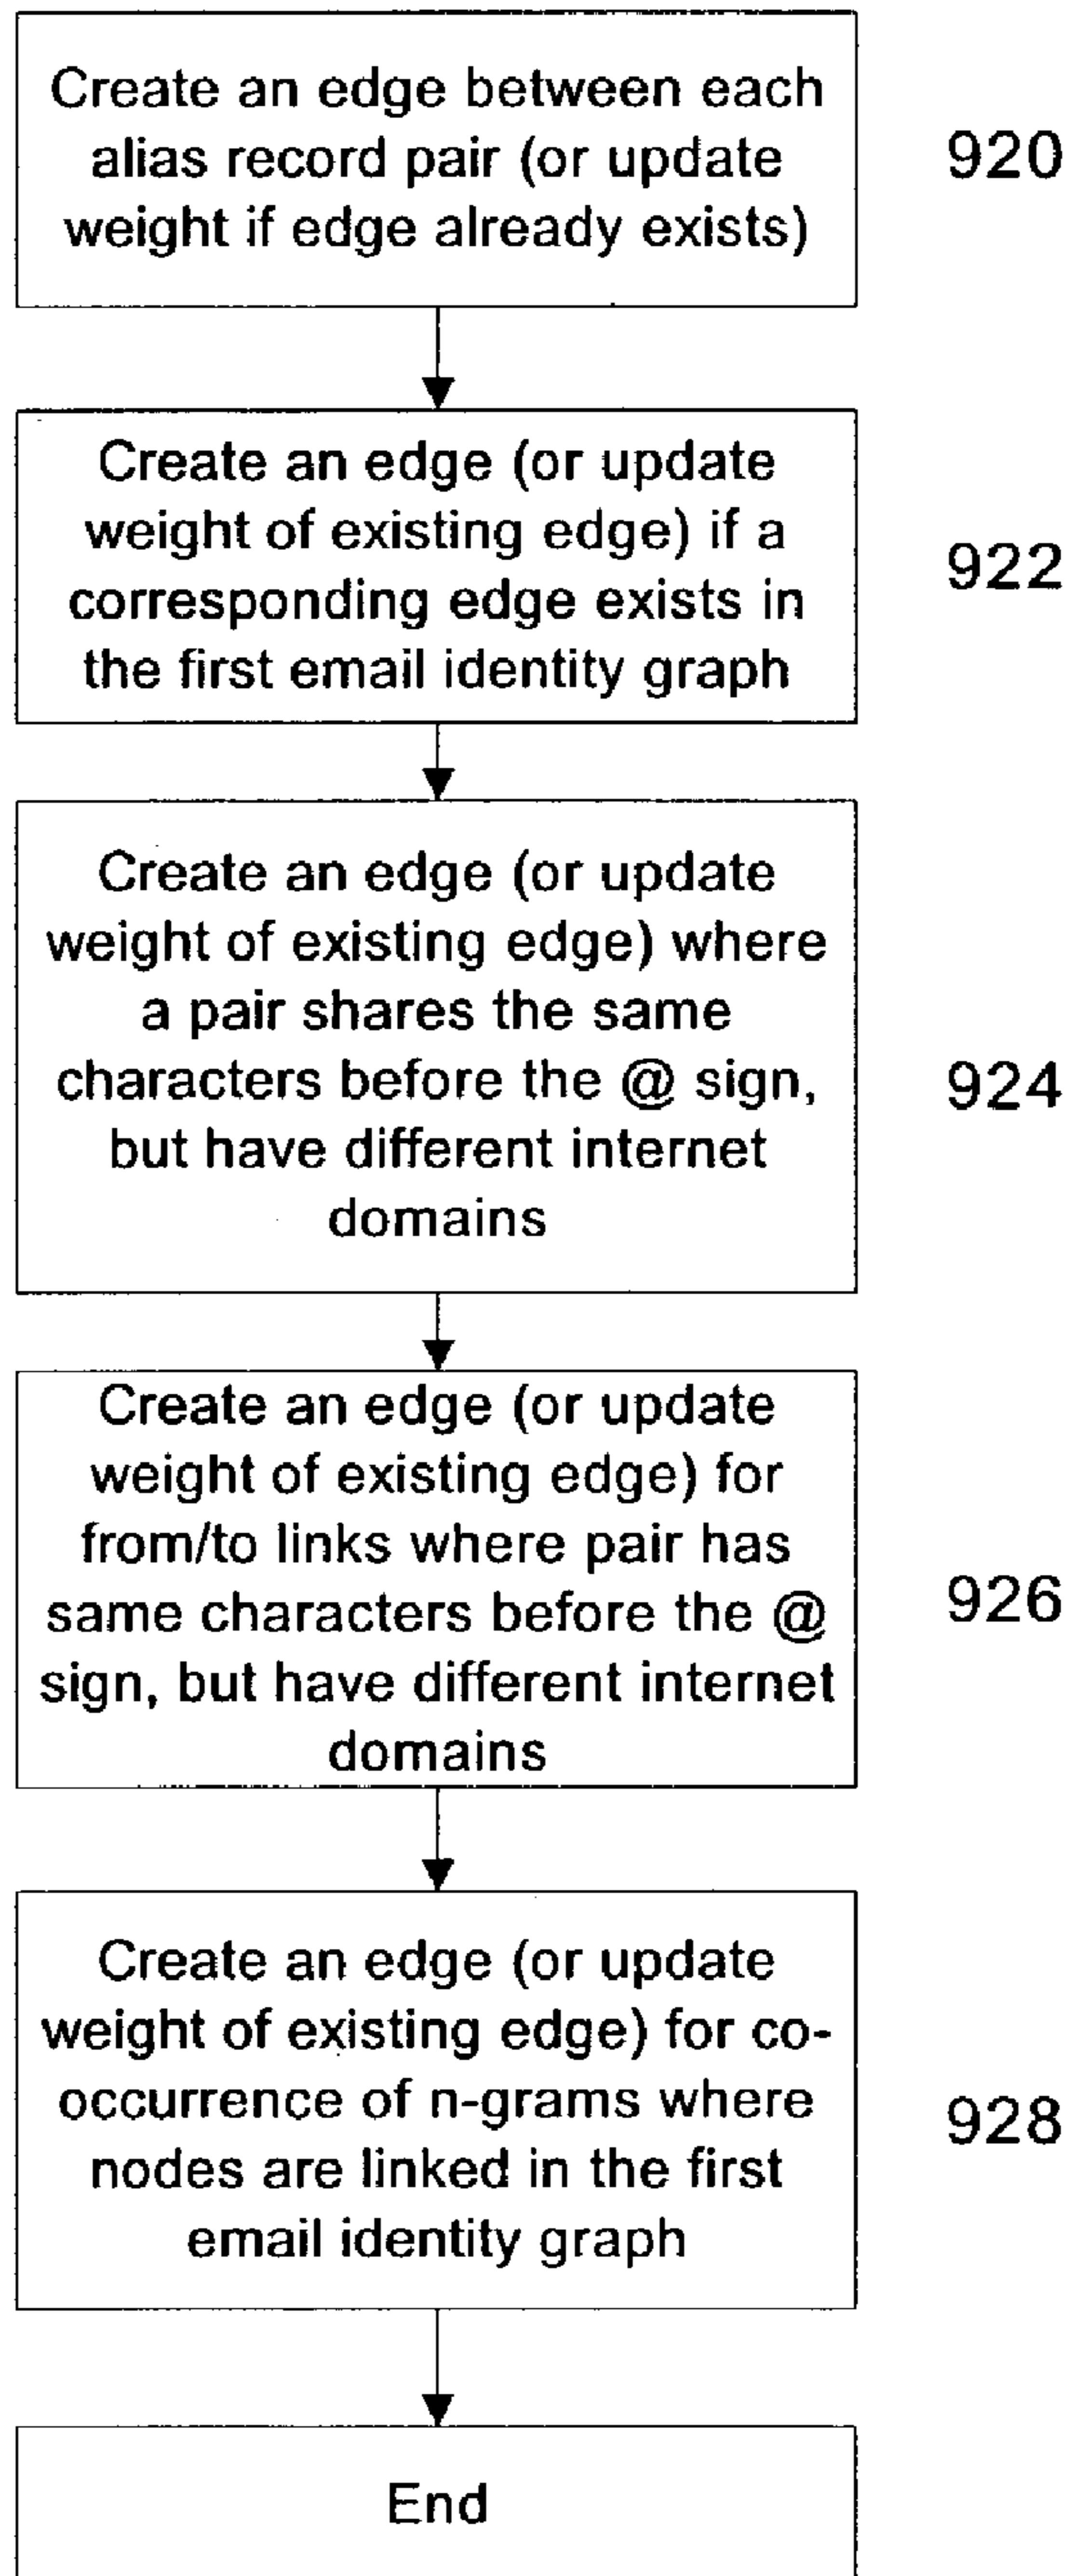 Create an edge between each
alias record pair (or update
weight if edge already exists)
920
Create an edge (or update
weight of existing edge) if a
corresponding edge exists in
the first email identity graph
922
Create an edge (or update
weight of existing edge) where
a pair shares the same
characters before the @ sign,
but have different internet
domains
924
Create an edge (or update
weight of existing edge) for
from/to links where pair has
same characters before the @
sign, but have different internet
domains
926
Create an edge (or update
weight of existing edge) for co-
occurrence of n-grams where
nodes are linked in the first
email identity graph
928
End